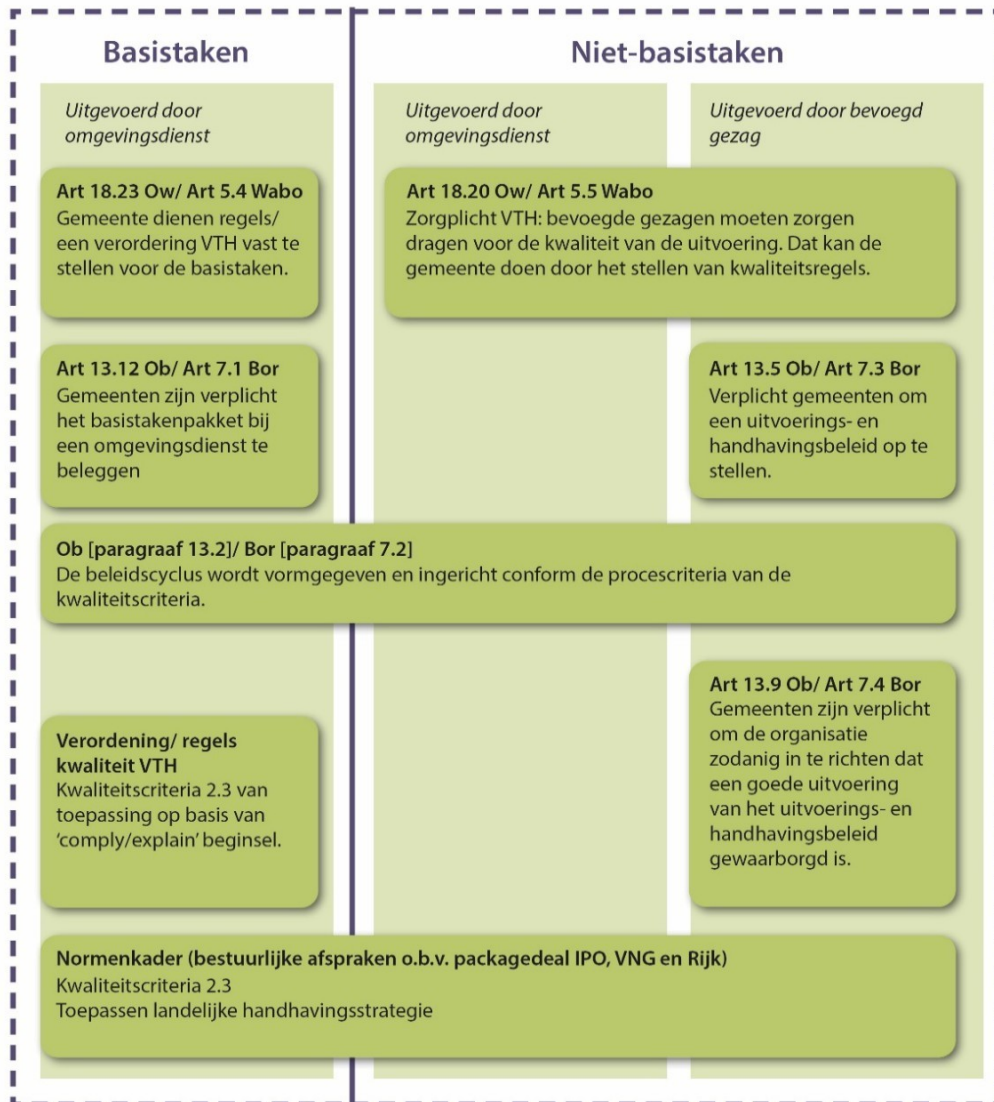 Basistaken
Niet-basistaken
Uitgevoerd door
omgevingsdienst
Uitgevoerd door
omgevingsdienst
Uitgevoerd door bevoegd
gezag
Art 18.23 Ow/ Art 5.4 Wabo
Gemeente dienen regels/
een verordening VTH vast te
stellen voor de basistaken.
Art 18.20 Ow/ Art 5.5 Wabo
Zorgplicht VTH: bevoegde gezagen moeten zorgen
dragen voor de kwaliteit van de uitvoering. Dat kan de
gemeente doen door het stellen van kwaliteitsregels.
Art 13.12 Ob/ Art 7.1 Bor
Gemeenten zijn verplicht
het basistakenpakket bij
een omgevingsdienst te
beleggen
Art 13.5 Ob/ Art 7.3 Bor
Verplicht gemeenten om
een uitvoerings- en
handhavingsbeleid op te
stellen.
Ob [paragraaf 13.2]/ Bor [paragraaf 7.2]
De beleidscyclus wordt vormgegeven en ingericht conform de procescriteria van de
kwaliteitscriteria.
Verordening/ regels
kwaliteit VTH
Kwaliteitscriteria 2.3 van
toepassing op basis van
‘comply/explain’ beginsel.
Art 13.9 Ob/ Art 7.4 Bor
Gemeenten zijn verplicht
om de organisatie
zodanig in te richten dat
een goede uitvoering
van het uitvoerings- en
handhavingsbeleid
gewaarborgd is.
Normenkader (bestuurlijke afspraken o.b.v. packagedeal IPO, VNG en Rijk)
Kwaliteitscriteria 2.3
Toepassen landelijke handhavingsstrategie